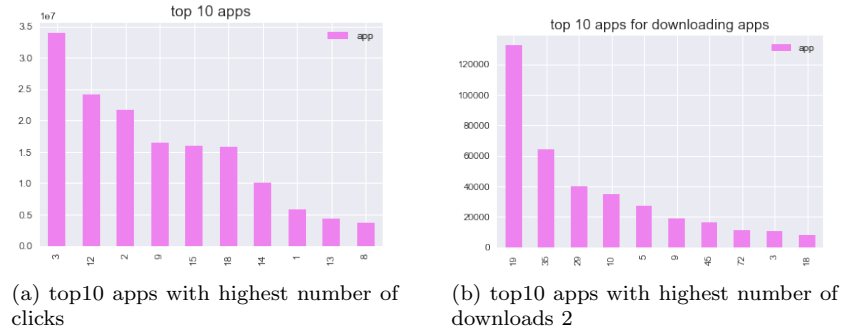 top 10 apps
1e7
app
3.5
3.0
2.5
2.0
1.5
1.0
0.5
0.0
3 12 2 9 15 18 14 1 13 8
(a) top10 apps with highest number of
clicks
top 10 apps for downloading apps
app
120000
100000
80000
60000
40000
20000
0
19 35 29 10 5 9 45 72 3 18
(b) top10 apps with highest number of
downloads 2